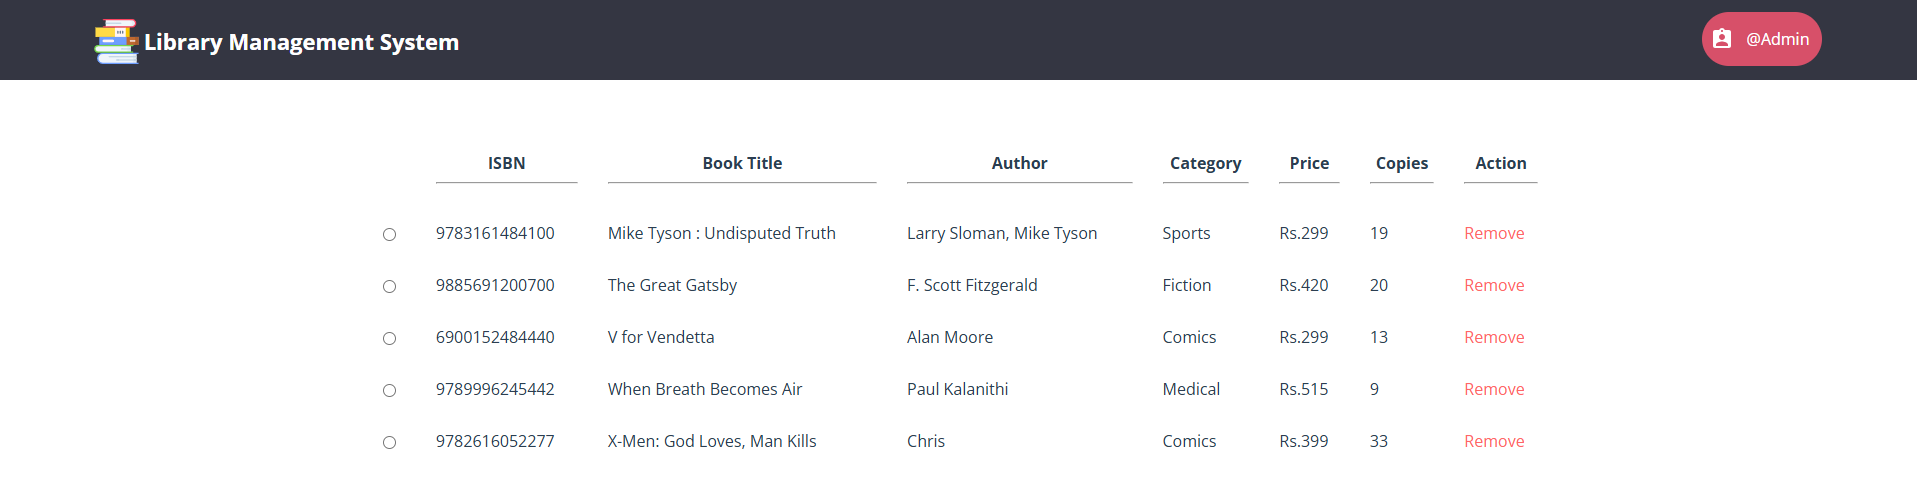 Library Management System
@Admin
ISBN Book Title Author Category Price Copies Action
9783161484100 Mike Tyson : Undisputed Truth Larry Sloman, Mike Tyson Sports Rs.299 19 Remove
9885691200700 The Great Gatsby F. Scott Fitzgerald Fiction Rs.420 20 Remove
6900152484440 V for Vendetta Alan Moore Comics Rs.299 13 Remove
9789996245442 When Breath Becomes Air Paul Kalanithi Medical Rs.515 9 Remove
9782616052277 X-Men: God Loves, Man Kills Chris Comics Rs.399 33 Remove